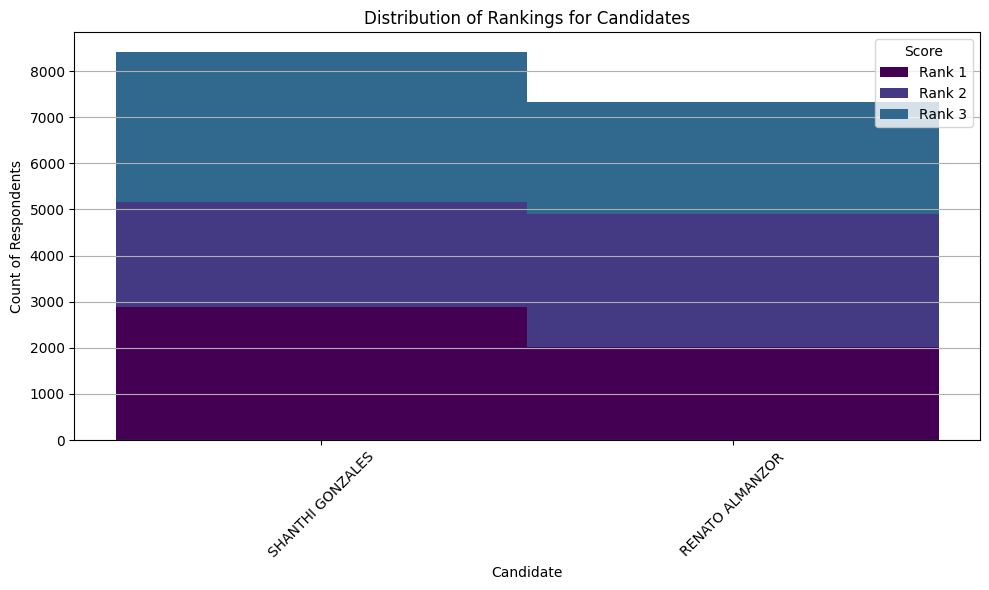 Distribution of Rankings for Candidates
Score
Rank 1
Rank 2
Rank 3
Count of Respondents
8000
7000
6000
5000
4000
3000
2000
1000
0
SHANTHI GONZALES
RENATO ALMANZOR
Candidate